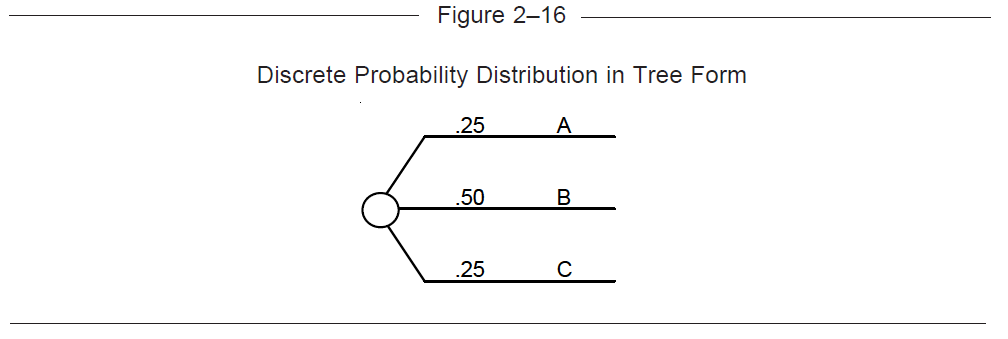 Figure 2–16
Discrete Probability Distribution in Tree Form
.25 A
.50 B
.25 C